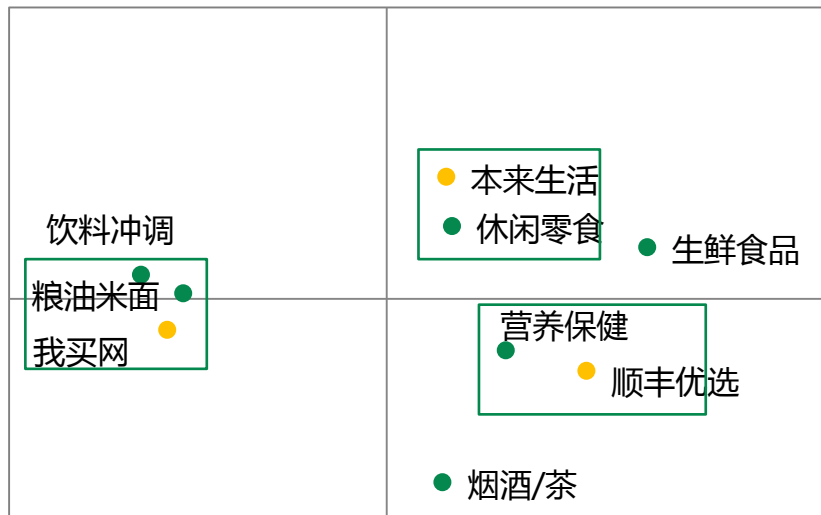 本来生活
休闲零食
饮料冲调
生鲜食品
粮油米面
营养保健
我买网
顺丰优选
烟酒/茶